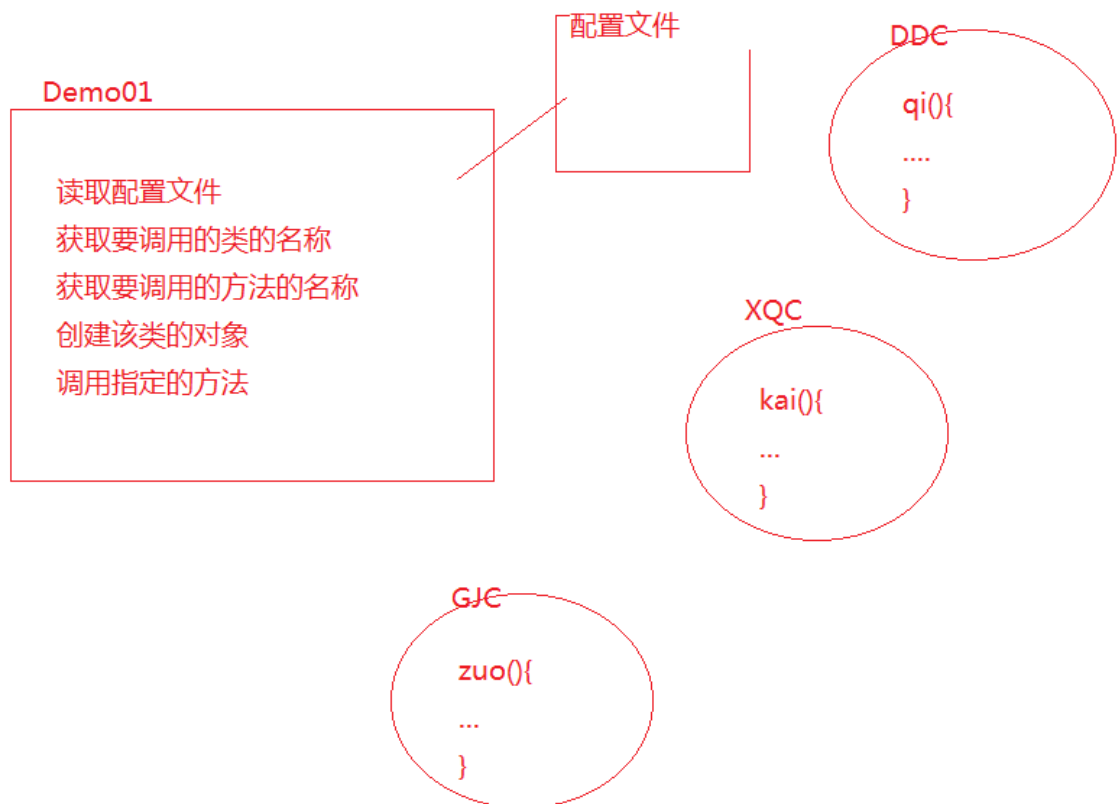 配置文件
DDC
qi(){
....
}
Demo01
读取配置文件
获取要调用的类的名称
获取要调用的方法的名称
创建该类的对象
调用指定的方法
XQC
kai(){
...
}
GJC
zuo(){
...
}